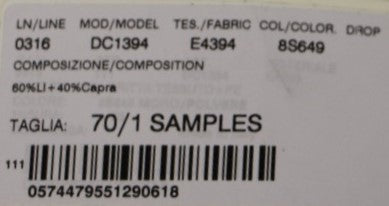 LN/LINE MOD/MODEL TES./FABRIC COL/COLOR. DROP
0316 DC1394 E4394 8S649
COMPOSIZIONE/COMPOSITION
60%LI+40%Capra
TAGLIA: 70/1 SAMPLES
111
0574479551290618